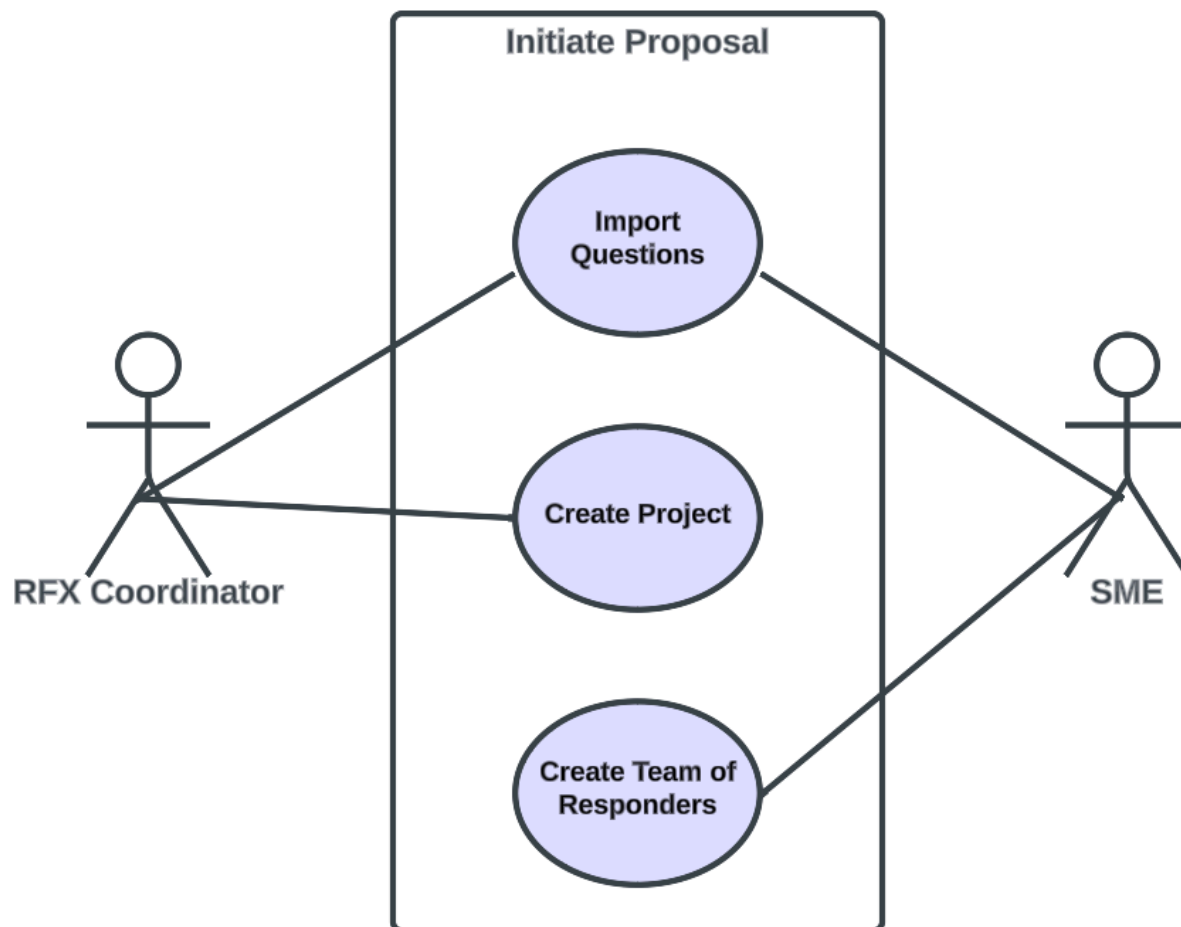 Initiate Proposal
Import
Questions
Create Project
RFX Coordinator
SME
Create Team of
Responders